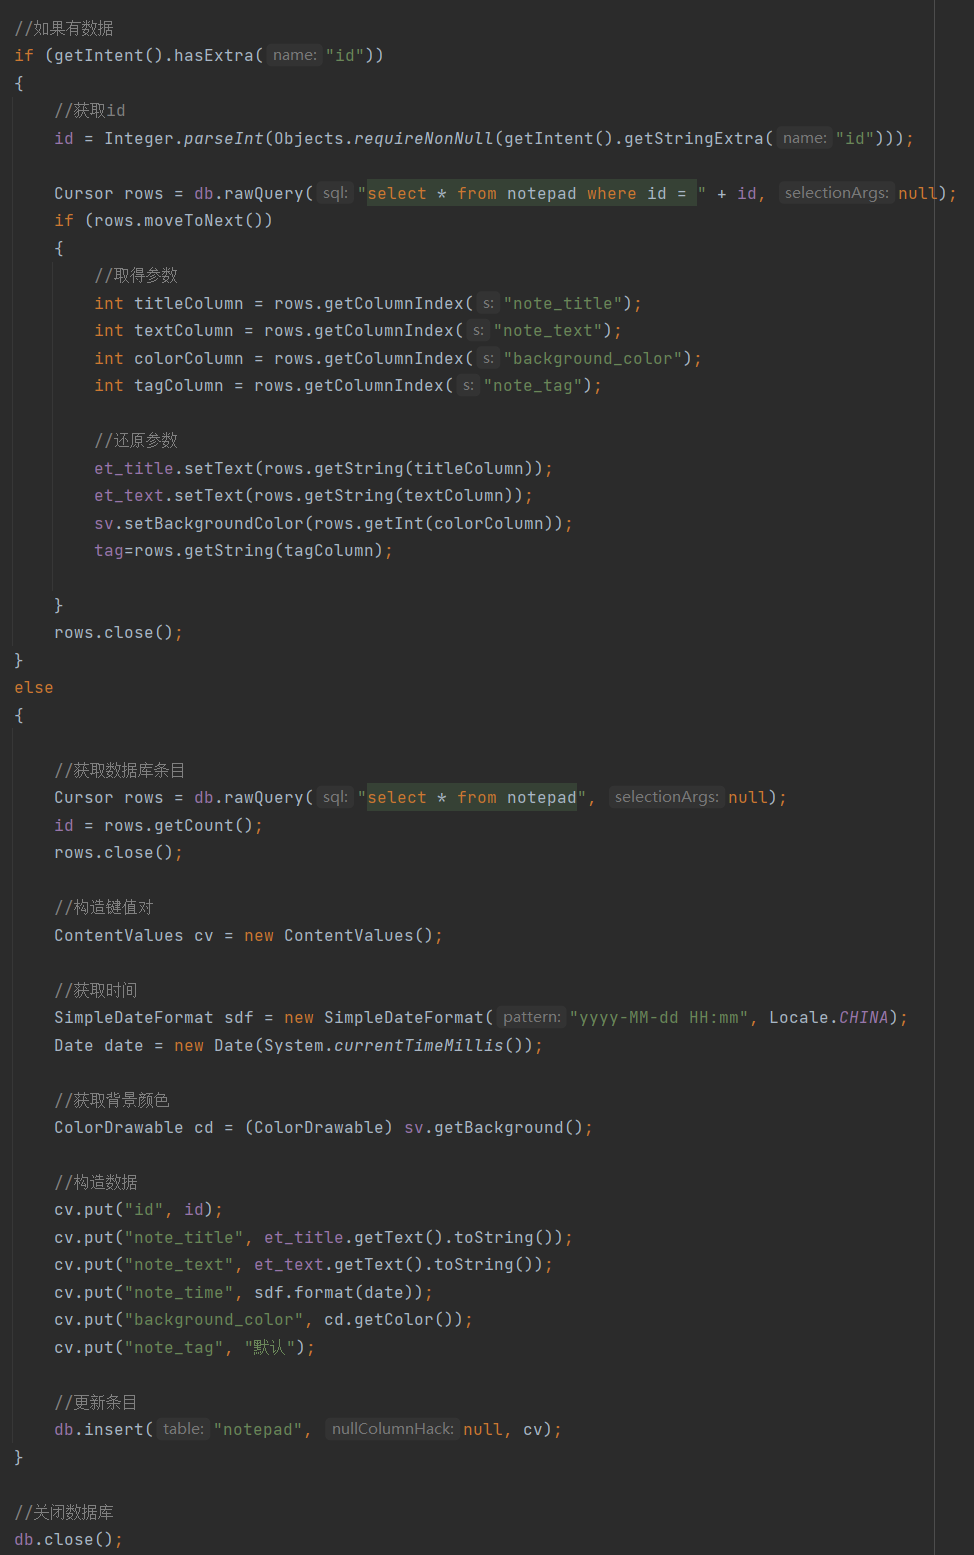 //如果有数据
if (getIntent().hasExtra( name: "id"))
{
//获取id
id = Integer.parseInt(Objects.requireNonNull(getIntent().getStringExtra( name: "id")));
Cursor rows = db.rawQuery( sql: "select * from notepad where id = " + id, selectionArgs: null);
if (rows.moveToNext())
{
//取得参数
int titleColumn = rows.getColumnIndex( s: "note_title");
int textColumn = rows.getColumnIndex( s: "note_text");
int colorColumn = rows.getColumnIndex( s: "background_color");
int tagColumn = rows.getColumnIndex( s: "note_tag");
//还原参数
et_title.setText(rows.getString(titleColumn));
et_text.setText(rows.getString(textColumn));
sv.setBackgroundColor(rows.getInt(colorColumn));
tag=rows.getString(tagColumn);
}
rows.close();
}
else
{
//获取数据库条目
Cursor rows = db.rawQuery( sql: "select * from notepad", selectionArgs: null);
id = rows.getCount();
rows.close();
//构造键值对
ContentValues cv = new ContentValues();
//获取时间
SimpleDateFormat sdf = new SimpleDateFormat( pattern: "yyyy-MM-dd HH:mm", Locale.CHINA);
Date date = new Date(System.currentTimeMillis());
//获取背景颜色
ColorDrawable cd = (ColorDrawable) sv.getBackground();
//构造数据
cv.put("id", id);
cv.put("note_title", et_title.getText().toString());
cv.put("note_text", et_text.getText().toString());
cv.put("note_time", sdf.format(date));
cv.put("background_color", cd.getColor());
cv.put("note_tag", "默认");
//更新条目
db.insert( table: "notepad", nullColumnHack: null, cv);
}
//关闭数据库
db.close();